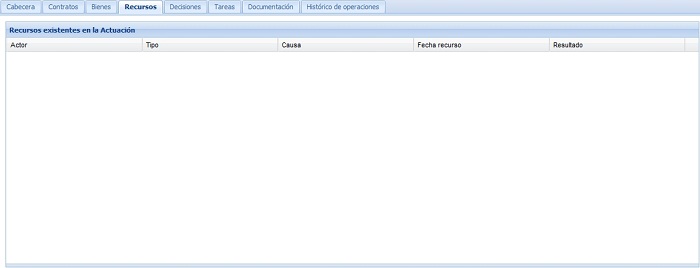 Cabecera Contratos Bienes Recursos Decisiones Tareas Documentación Histórico de operaciones
Recursos existentes en la Actuación
Actor Tipo Causa Fecha recurso Resultado